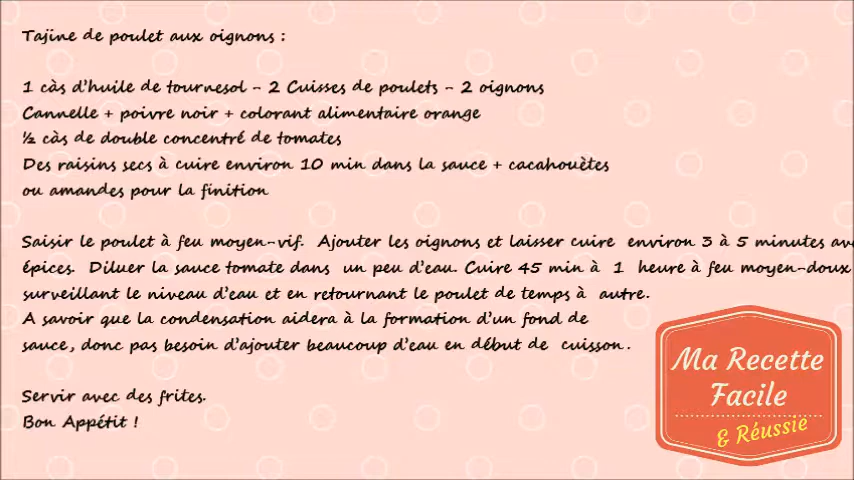 Tajine de poulet aux oignons :
1 càs d'huile de tournesol - 2 Cuisses de poulets - 2 oignons
Cannelle + poivre noir + colorant alimentaire orange
½ càs de double concentré de tomates
Des raisins secs à cuire environ 10 min dans la sauce + cacahouètes
ou amandes pour la finition
Saisir le poulet à feu moyen-vif. Ajouter les oignons et laisser cuire environ 3 à 5 minutes
épices. Diluer la sauce tomate dans un peu d'eau. Cuire 45 min à 1 heure à feu moyen-doux
surveillant le niveau d'eau et en retournant le poulet de temps à autre.
A savoir que la condensation aidera à la formation d'un fond de
sauce, donc pas besoin d'ajouter beaucoup d'eau en début de cuisson.
Servir avec des frites.
Bon Appétit !
Ma Recette
Facile
& Réussie